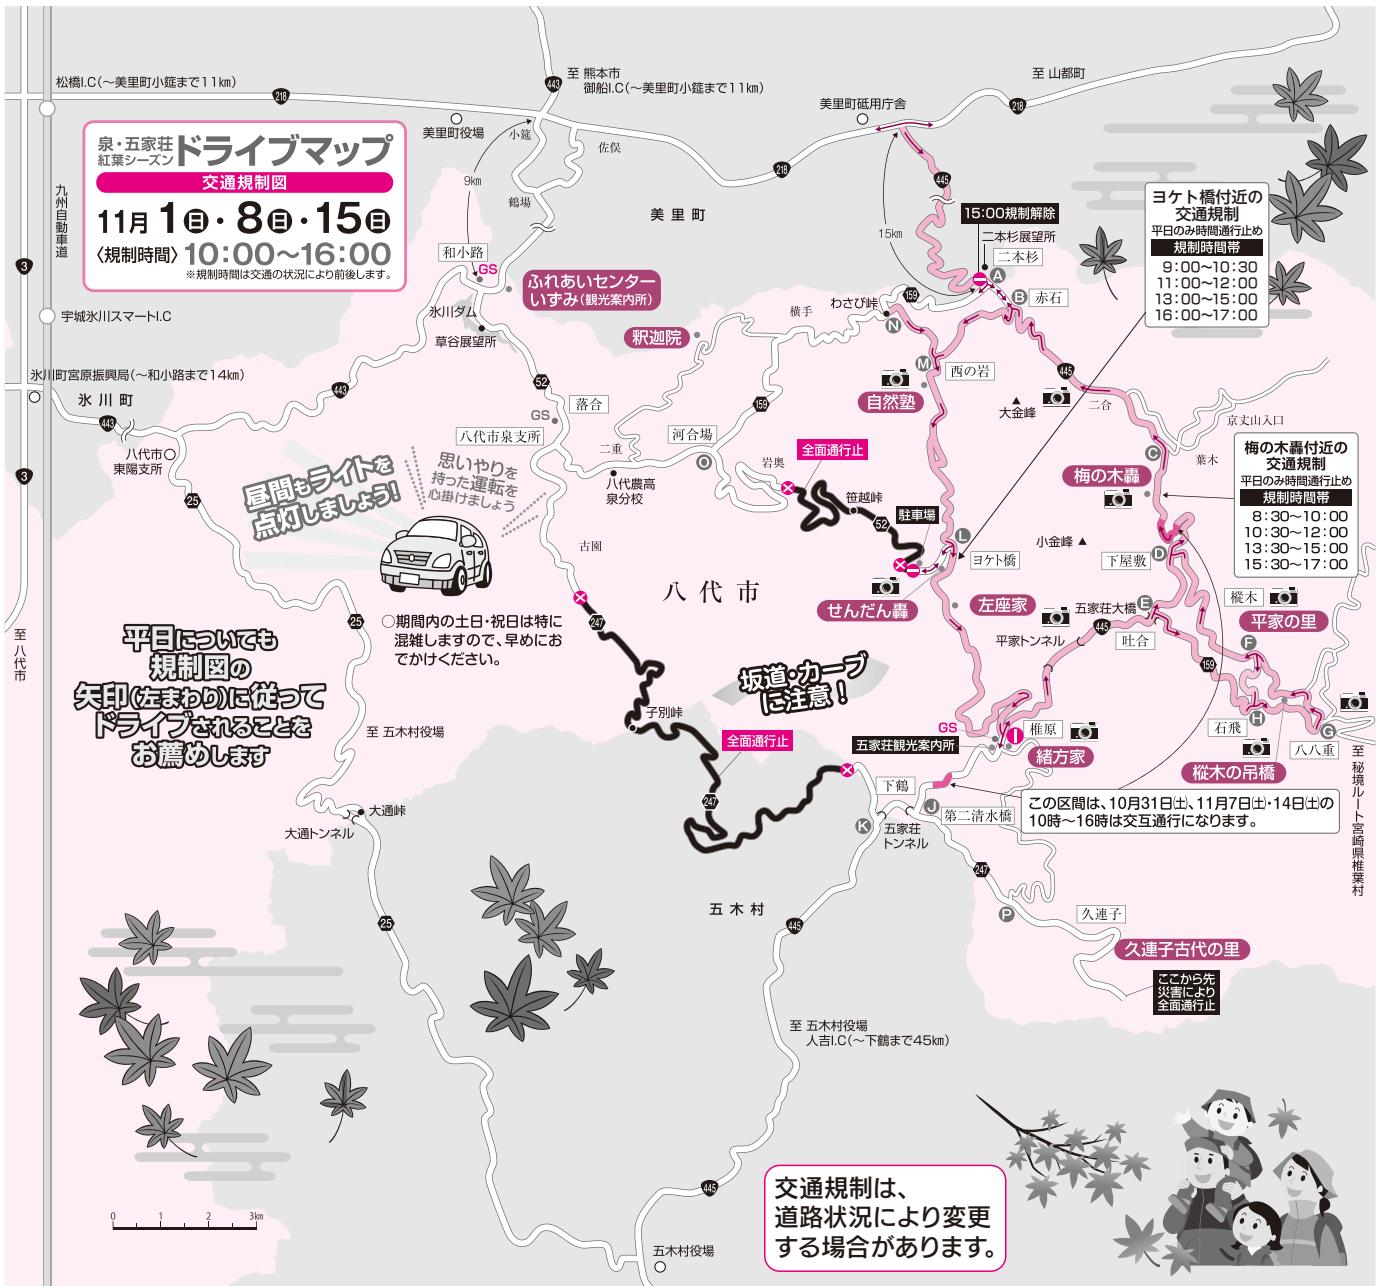 松橋I.C(〜美里町小筵まで11km)
218
443
至 熊本市
御船I.C(〜美里町小筵まで11km)
至 山都町
218
美里町砥用庁舎
美里町役場
小筵
佐俣
9km
鶴場
218
美 里 町
445
15km
泉・五家荘
紅葉シーズン
ドライブマップ
交通規制図
11月 1日・8日・15日
〈規制時間〉10:00〜16:00
※規制時間は交通の状況により前後します。
九州自動車道
3
宇城氷川スマートI.C
氷川町宮原振興局(〜和小路まで14km)
氷 川 町
443
443
八代市
東陽支所
3
至 八代市
和小路
GS
ふれあいセンター
いずみ(観光案内所)
氷川ダム
草谷展望所
52
釈迦院
横手
わさび峠
159
15:00規制解除
二本杉展望所
二本杉
A
B
赤石
N
M
西の岩
自然塾
大金峰
445
二合
ヨケト橋付近の
交通規制
平日のみ時間通行止め
規制時間帯
9:00〜10:30
11:00〜12:00
13:00〜15:00
16:00〜17:00
京丈山入口
葉木
C
梅の木轟
梅の木轟付近の
交通規制
平日のみ時間通行止め
規制時間帯
8:30〜10:00
10:30〜12:00
13:30〜15:00
15:30〜17:00
GS
落合
八代市泉支所
二重
159
河合場
O
八代農高
泉分校
岩奥
全面通行止
笹越峠
52
駐車場
L
ヨケト橋
せんだん轟
小金峰
下屋敷
D
E
五家荘大橋
樅木
平家の里
F
左座家
平家トンネル
445
吐合
159
H
石飛
G
八八重
樅木の吊橋
昼間もライトを
点灯しましょう!
思いやりを
持った運転を
心掛けましょう
25
古園
八 代 市
○期間内の土日・祝日は特に
混雑しますので、早めにお
でかけください。
247
25
平日についても
規制図の
矢印(左まわり)に従って
ドライブされることを
お薦めします
坂道・カーブ
に注意!
子別峠
全面通行止
247
至 五木村役場
GS
五家荘観光案内所
椎原
緒方家
至 秘境ルート宮崎県椎葉村
下鶴
この区間は、10月31日(土)、11月7日(土)・14日(土)の
10時〜16時は交互通行になります。
J
第二清水橋
K
五家荘
トンネル
大通峠
大通トンネル
247
P
久連子
久連子古代の里
ここから先
災害により
全面通行止
五 木 村
445
25
至 五木村役場
人吉I.C(〜下鶴まで45km)
445
五木村役場
0 1 2 3km
交通規制は、
道路状況により変更
する場合があります。